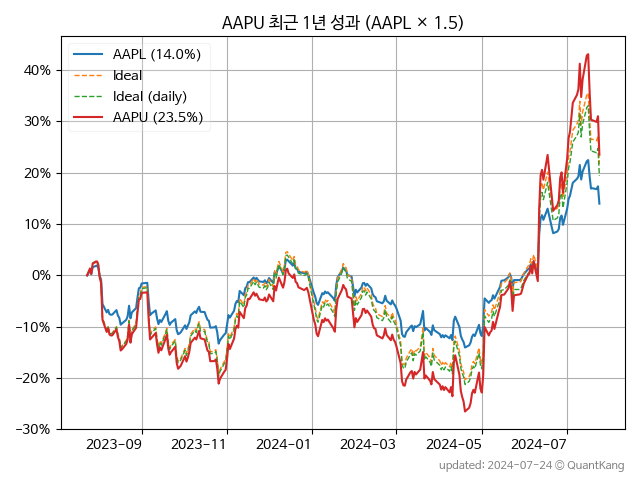 AAPU 최근 1년 성과 (AAPL × 1.5)
AAPL (14.0%)
Ideal
Ideal (daily)
AAPU (23.5%)
40%
30%
20%
10%
0%
−10%
−20%
−30%
2023-09
2023-11
2024-01
2024-03
2024-05
2024-07
updated: 2024-07-24 @ QuantKang